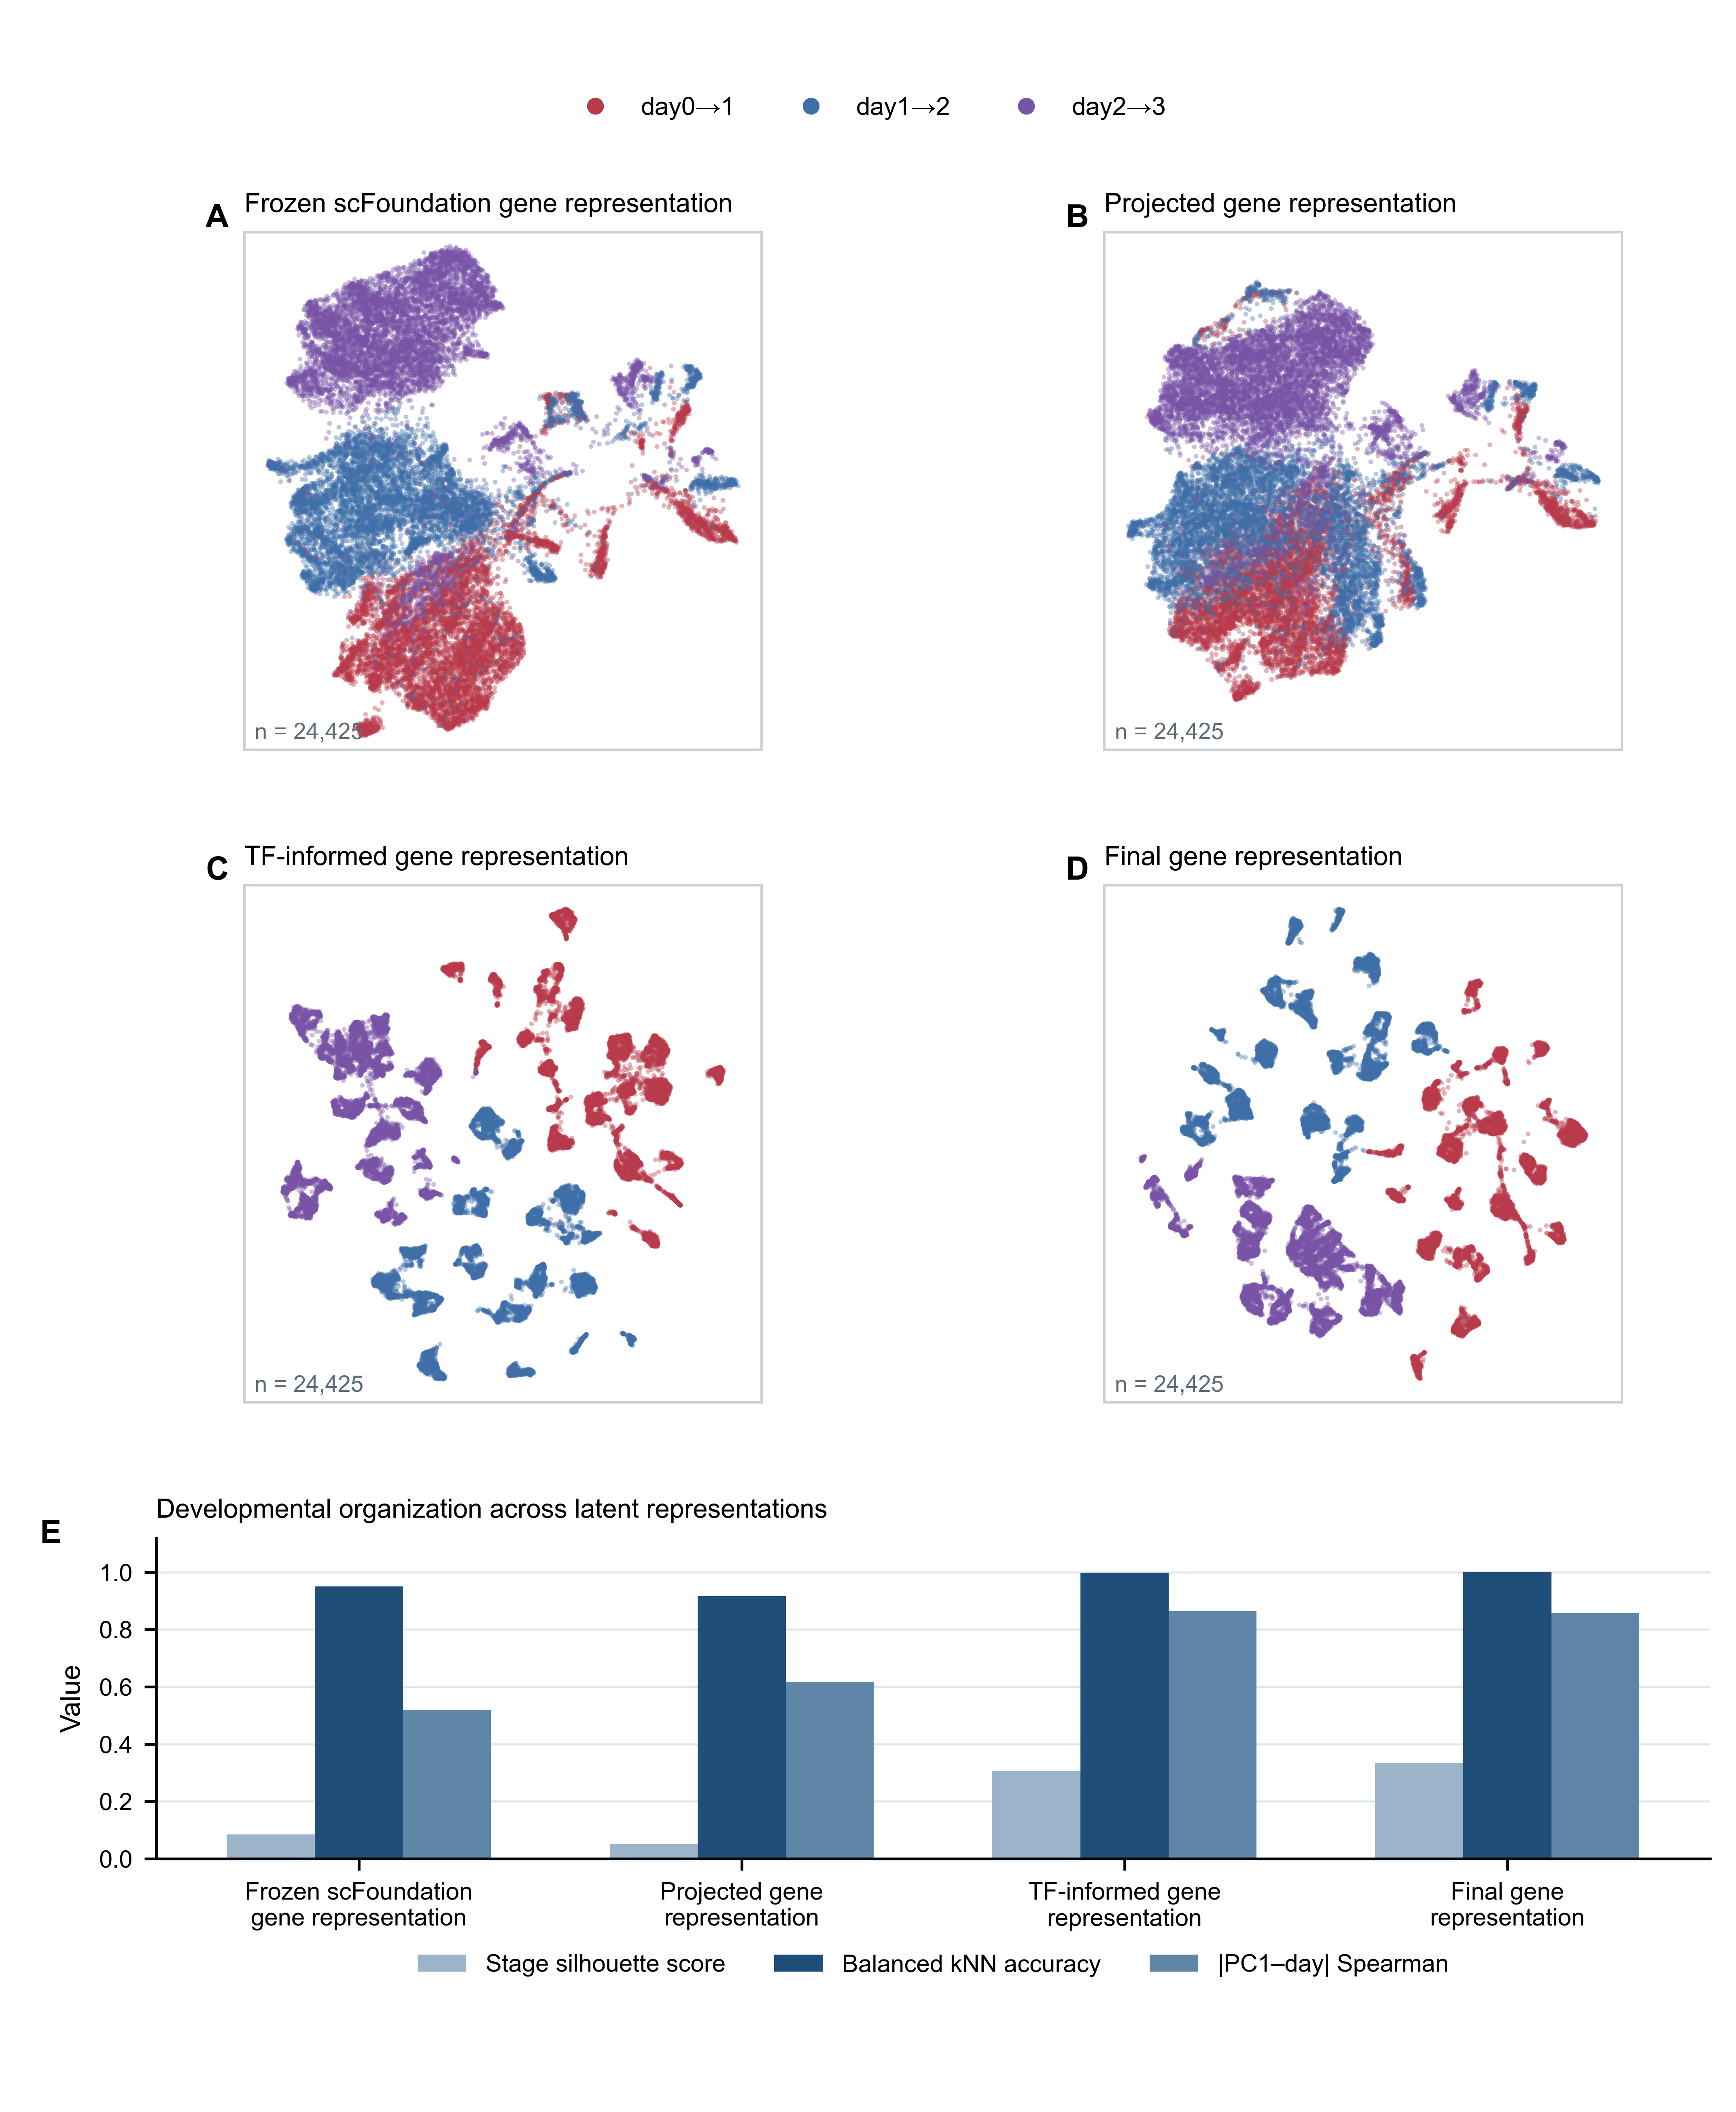 day0→1 day1→2 day2→3
A Frozen scFoundation gene representation
B Projected gene representation
n = 24,425
n = 24,425
C TF-informed gene representation
D Final gene representation
n = 24,425
n = 24,425
E Developmental organization across latent representations
Value
1.0
0.8
0.6
0.4
0.2
0.0
Frozen scFoundation
gene representation
Projected gene
representation
TF-informed gene
representation
Final gene
representation
Stage silhouette score Balanced kNN accuracy |PC1–day| Spearman